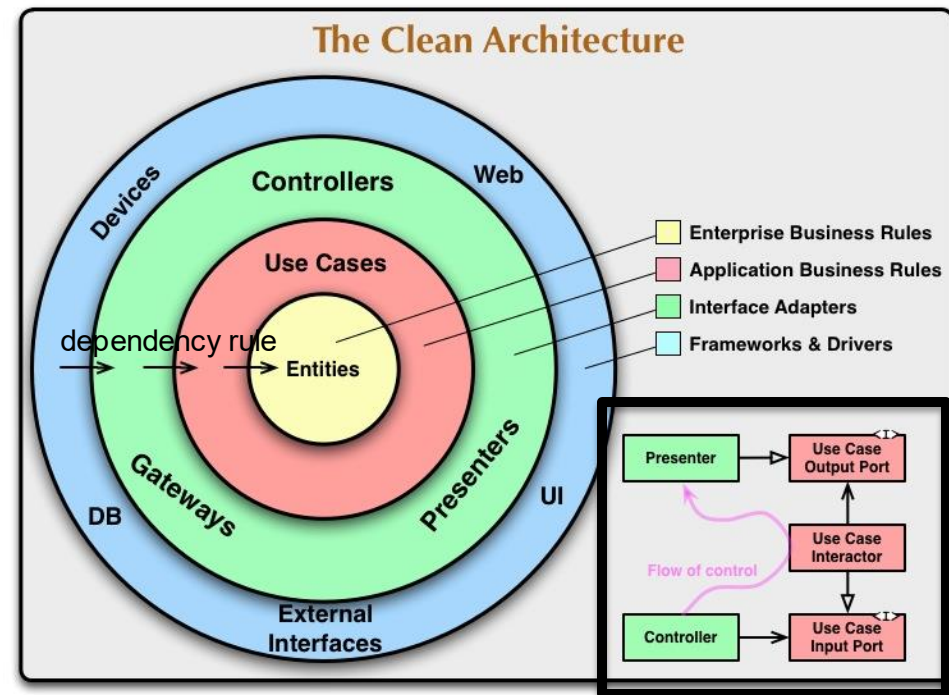 The Clean Architecture
Devices
Web
Controllers
Use Cases
dependency rule
Entities
Gateways
Presenters
DB
UI
External
Interfaces
Enterprise Business Rules
Application Business Rules
Interface Adapters
Frameworks & Drivers
Presenter
<I>
Use Case
Output Port
Use Case
Interactor
Flow of control
Controller
<I>
Use Case
Input Port